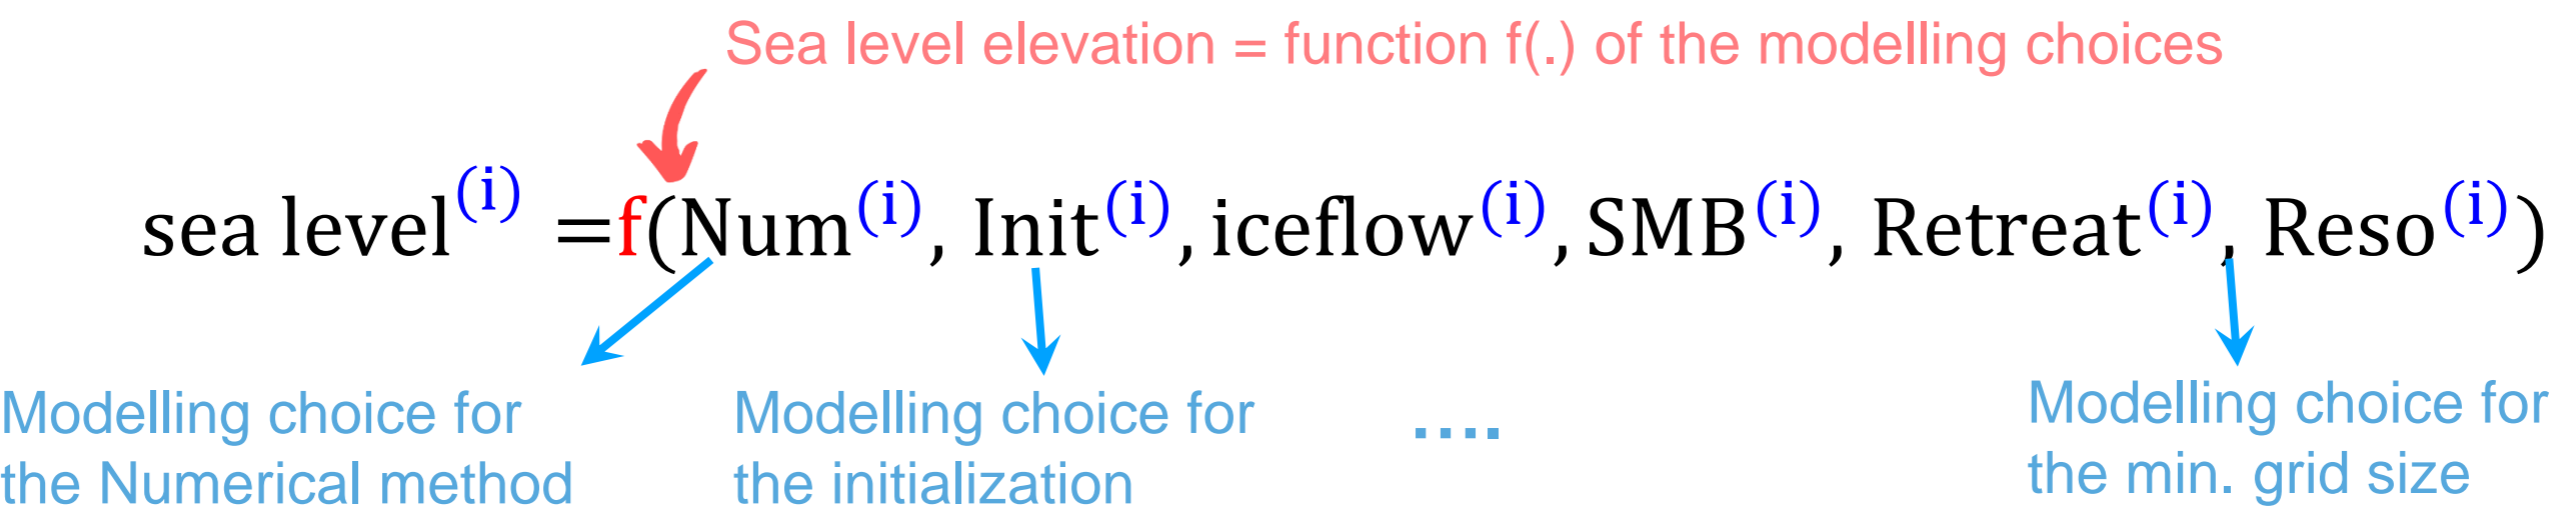 Sea level elevation = function f(.) of the modelling choices
sea level⁽ⁱ⁾ =f(Num⁽ⁱ⁾, Init⁽ⁱ⁾, iceflow⁽ⁱ⁾, SMB⁽ⁱ⁾, Retreat⁽ⁱ⁾, Reso⁽ⁱ⁾)
Modelling choice for
the Numerical method
Modelling choice for
the initialization
....
Modelling choice for
the min. grid size